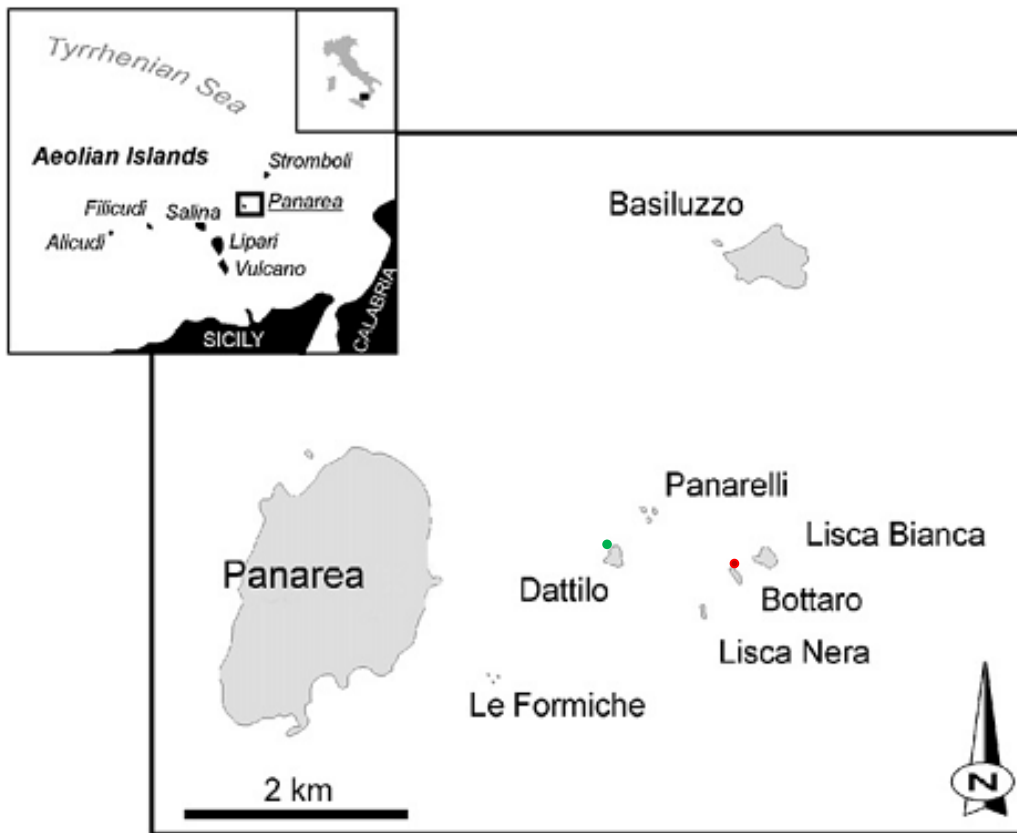 Tyrrhenian Sea
Aeolian Islands
Stromboli
Panarea
Filicudi
Salina
Alicudi
Lipari
Vulcano
SICILY
CALABRIA
Basiluzzo
Panarelli
Lisca Bianca
Panarea
Dattilo
Bottaro
Lisca Nera
Le Formiche
2 km
N